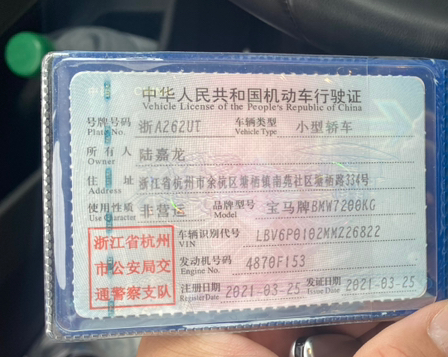 中华人民共和国机动车行驶证
Vehicle License of the People's Republic of China
号牌号码 浙A262UT 车辆类型 小型轿车
Plate No. Vehicle Type
所有人 陆嘉龙
Owner
住址 浙江省杭州市余杭区塘栖镇南苑社区塘栖路334号
Address
使用性质 非营运 品牌型号 宝马牌BMW7200KG
Use Character Model
浙江省杭州
市公安局交
通警察支队
车辆识别代号 LBV6P0102MM226822
VIN
发动机号码 4870F153
Engine No.
注册日期 2021-03-25 发证日期 2021-03-25
Register Date Issue Date